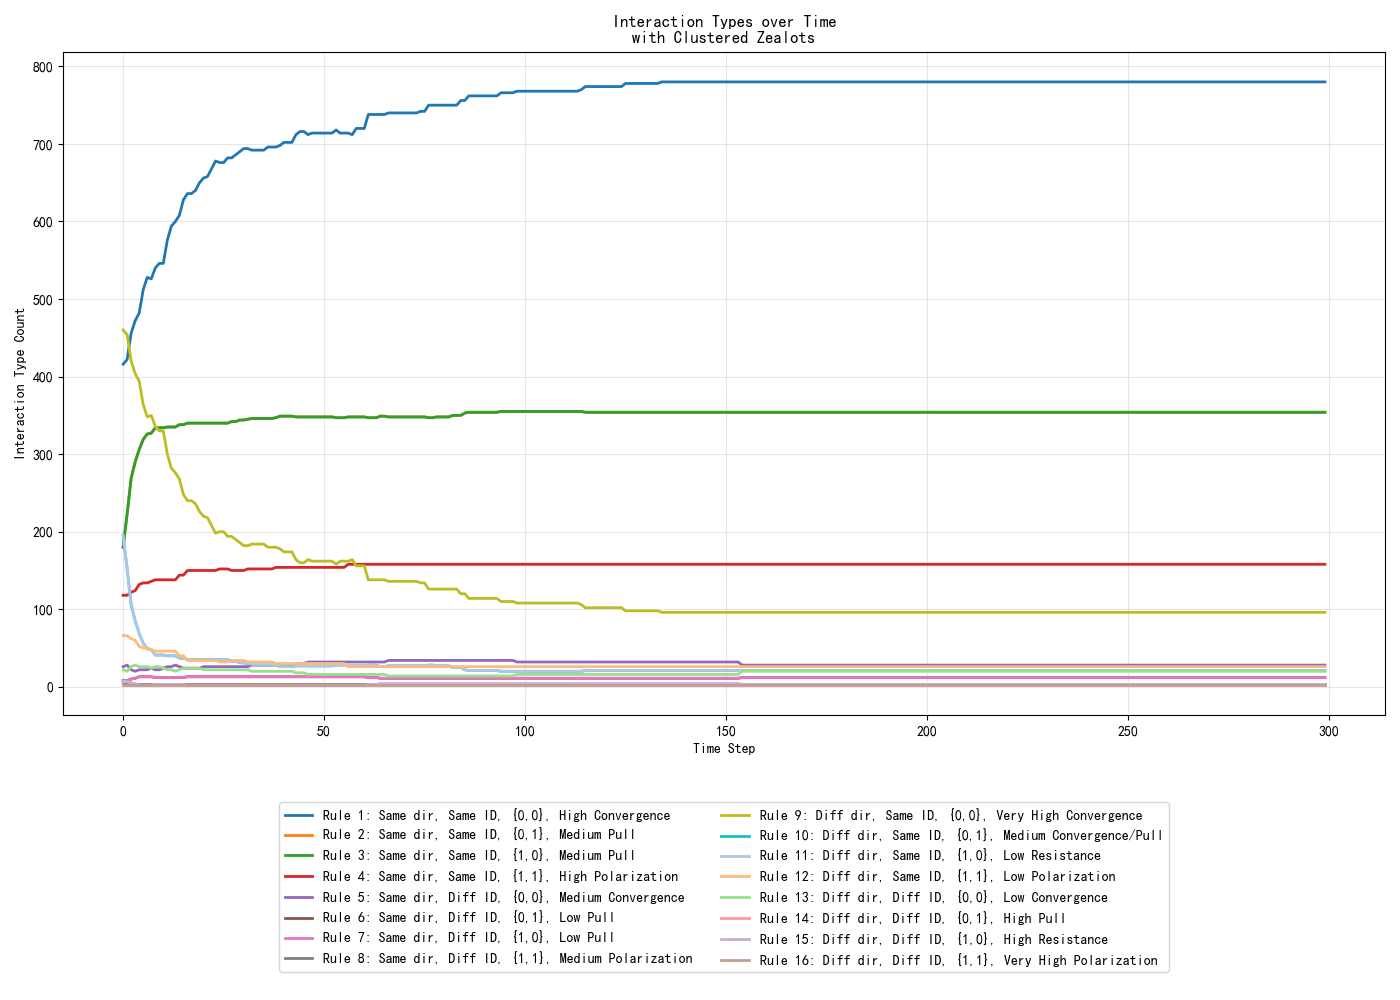 Interaction Types over Time
with Clustered Zealots
Interaction Type Count
800
700
600
500
400
300
200
100
0
0 50 100 150 200 250 300
Time Step
Rule 1: Same dir, Same ID, {0,0}, High Convergence
Rule 2: Same dir, Same ID, {0,1}, Medium Pull
Rule 3: Same dir, Same ID, {1,0}, Medium Pull
Rule 4: Same dir, Same ID, {1,1}, High Polarization
Rule 5: Same dir, Diff ID, {0,0}, Medium Convergence
Rule 6: Same dir, Diff ID, {0,1}, Low Pull
Rule 7: Same dir, Diff ID, {1,0}, Low Pull
Rule 8: Same dir, Diff ID, {1,1}, Medium Polarization
Rule 9: Diff dir, Same ID, {0,0}, Very High Convergence
Rule 10: Diff dir, Same ID, {0,1}, Medium Convergence/Pull
Rule 11: Diff dir, Same ID, {1,0}, Low Resistance
Rule 12: Diff dir, Same ID, {1,1}, Low Polarization
Rule 13: Diff dir, Diff ID, {0,0}, Low Convergence
Rule 14: Diff dir, Diff ID, {0,1}, High Pull
Rule 15: Diff dir, Diff ID, {1,0}, High Resistance
Rule 16: Diff dir, Diff ID, {1,1}, Very High Polarization